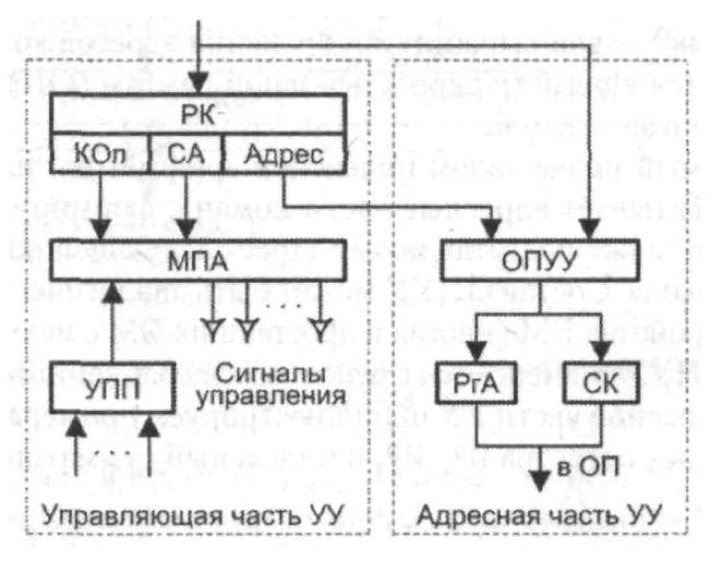 РК
КОп СА Адрес
МПА
ОПУУ
УПП
Сигналы
управления
РгА
СК
в ОП
Управляющая часть УУ
Адресная часть УУ